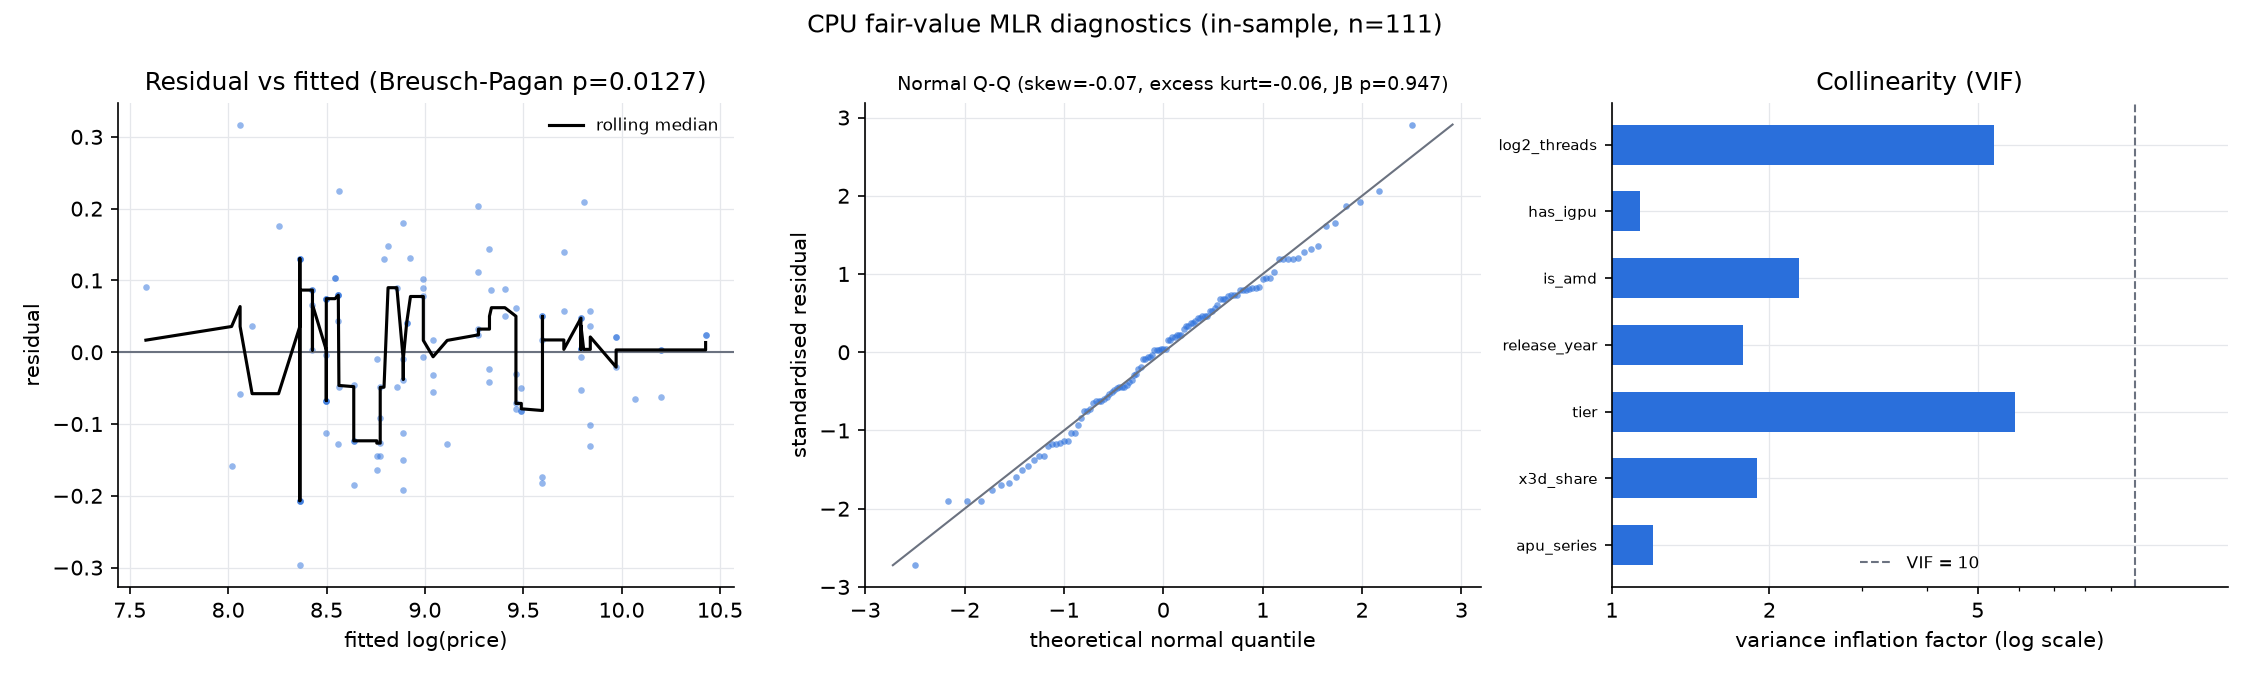 CPU fair-value MLR diagnostics (in-sample, n=111)
Residual vs fitted (Breusch-Pagan p=0.0127)
rolling median
0.3
0.2
0.1
0.0
−0.1
−0.2
−0.3
residual
7.5 8.0 8.5 9.0 9.5 10.0 10.5
fitted log(price)
Normal Q-Q (skew=-0.07, excess kurt=-0.06, JB p=0.947)
3
2
1
0
−1
−2
−3
standardised residual
−3 −2 −1 0 1 2 3
theoretical normal quantile
Collinearity (VIF)
log2_threads
has_igpu
is_amd
release_year
tier
x3d_share
apu_series
VIF = 10
1 2 5
variance inflation factor (log scale)